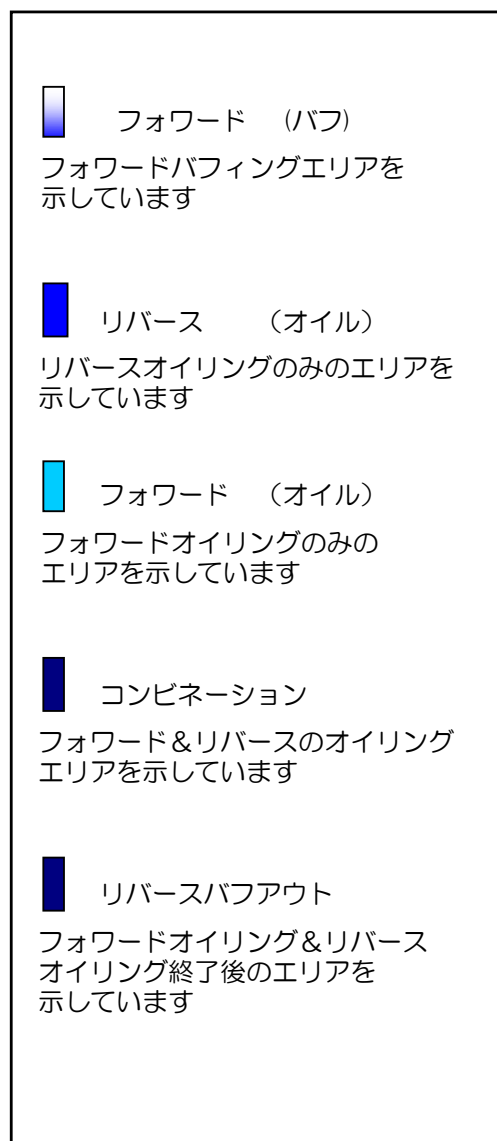 フォワード　(バフ)
フォワードバフィングエリアを
示しています
リバース　　（オイル）
リバースオイリングのみのエリアを
示しています
フォワード　（オイル）
フォワードオイリングのみの
エリアを示しています
コンビネーション
フォワード＆リバースのオイリング
エリアを示しています
リバースバフアウト
フォワードオイリング＆リバース
オイリング終了後のエリアを
示しています